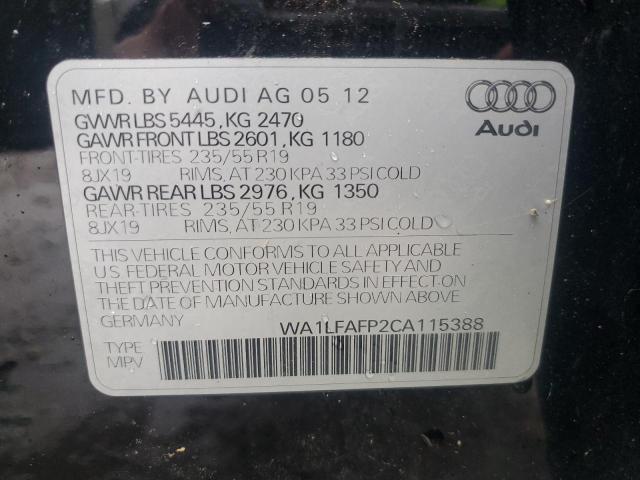 MFD. BY AUDI AG 05 12
GVWR LBS 5445, KG 2470
GAWR FRONT LBS 2601, KG 1180
FRONT-TIRES 235/55 R19
8JX19 RIMS, AT 230 KPA 33 PSI COLD
GAWR REAR LBS 2976, KG 1350
REAR-TIRES 235/55 R19
8JX19 RIMS, AT 230 KPA 33 PSI COLD
Audi
THIS VEHICLE CONFORMS TO ALL APPLICABLE
U.S FEDERAL MOTOR VEHICLE SAFETY AND
THEFT PREVENTION STANDARDS IN EFFECT ON
THE DATE OF MANUFACTURE SHOWN ABOVE.
GERMANY WA1LFAFP2CA115388
TYPE
MPV